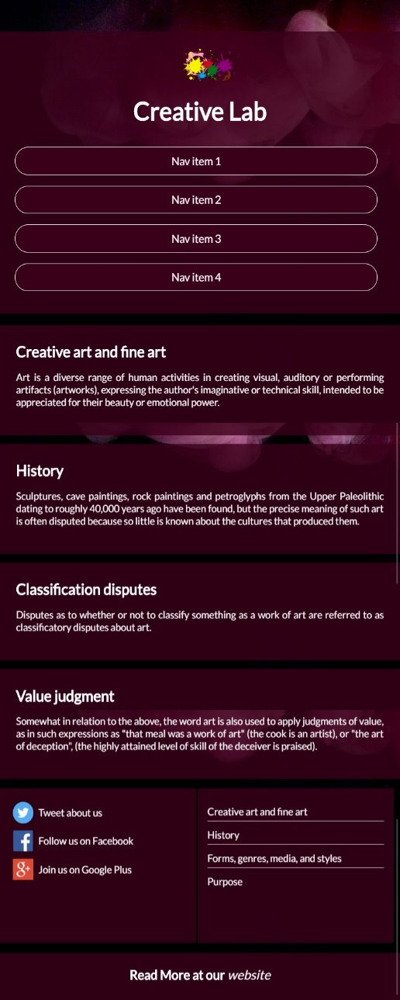 Creative Lab
Nav item 1
Nav item 2
Nav item 3
Nav item 4
Creative art and fine art
Art is a diverse range of human activities in creating visual, auditory or performing
artifacts (artworks), expressing the author's imaginative or technical skill, intended to be
appreciated for their beauty or emotional power.
History
Sculptures, cave paintings, rock paintings and petroglyphs from the Upper Paleolithic
dating to roughly 40,000 years ago have been found, but the precise meaning of such art
is often disputed because so little is known about the cultures that produced them.
Classification disputes
Disputes as to whether or not to classify something as a work of art are referred to as
classificatory disputes about art.
Value judgment
Somewhat in relation to the above, the word art is also used to apply judgments of value,
as in such expressions as "that meal was a work of art" (the cook is an artist), or "the art
of deception", (the highly attained level of skill of the deceiver is praised).
Tweet about us
Follow us on Facebook
Join us on Google Plus
Creative art and fine art
History
Forms, genres, media, and styles
Purpose
Read More at our website